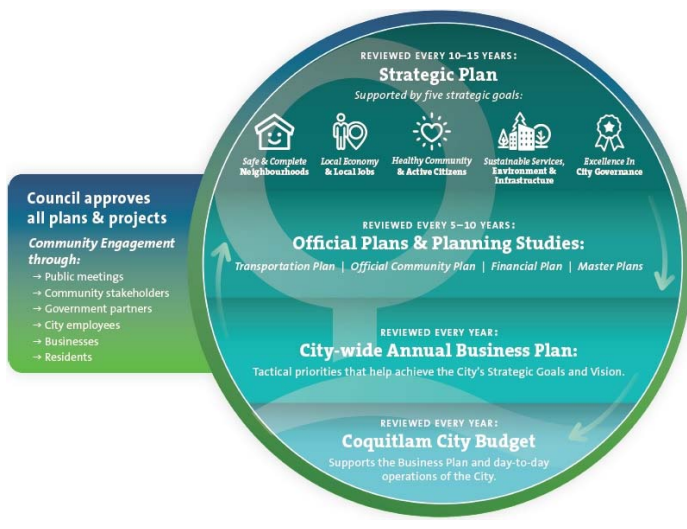 REVIEWED EVERY 10–15 YEARS:
Strategic Plan
Supported by five strategic goals:
Safe & Complete
Neighbourhoods
Local Economy
& Local Jobs
Healthy Community
& Active Citizens
Sustainable Services,
Environment &
Infrastructure
Excellence In
City Governance
Council approves
all plans & projects
Community Engagement
through:
→ Public meetings
→ Community stakeholders
→ Government partners
→ City employees
→ Businesses
→ Residents
REVIEWED EVERY 5–10 YEARS:
Official Plans & Planning Studies:
Transportation Plan | Official Community Plan | Financial Plan | Master Plans
REVIEWED EVERY YEAR:
City-wide Annual Business Plan:
Tactical priorities that help achieve the City's Strategic Goals and Vision.
REVIEWED EVERY YEAR:
Coquitlam City Budget
Supports the Business Plan and day-to-day
operations of the City.